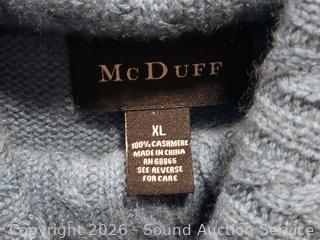 McDUFF
XL
100% CASHMERE
MADE IN CHINA
RN 68865
SEE REVERSE
FOR CARE
Copyright 2026 - Sound Auction Service